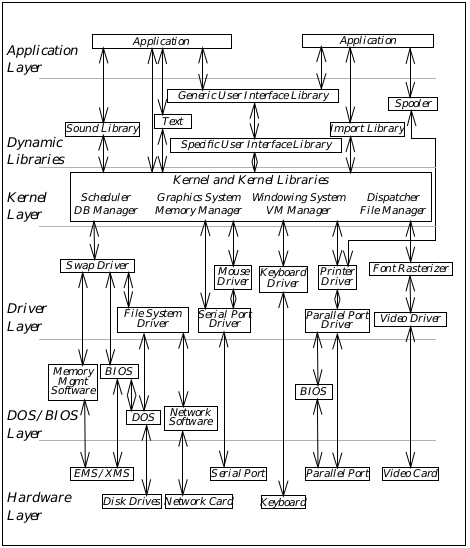 Application
Layer
Application
Application
Generic User Interface Library
Spooler
Text
Sound Library
Import Library
Dynamic
Libraries
Specific User Interface Library
Kernel
Layer
Kernel and Kernel Libraries
Scheduler
DB Manager
Graphics System
Memory Manager
Windowing System
VM Manager
Dispatcher
File Manager
Swap Driver
Mouse
Driver
Keyboard
Driver
Printer
Driver
Font Rasterizer
Driver
Layer
File System
Driver
Serial Port
Driver
Parallel Port
Driver
Video Driver
Memory
Mgmt
Software
BIOS
BIOS
DOS/BIOS
Layer
DOS
Network
Software
EMS/XMS
Serial Port
Parallel Port
Video Card
Hardware
Layer
Disk Drives
Network Card
Keyboard